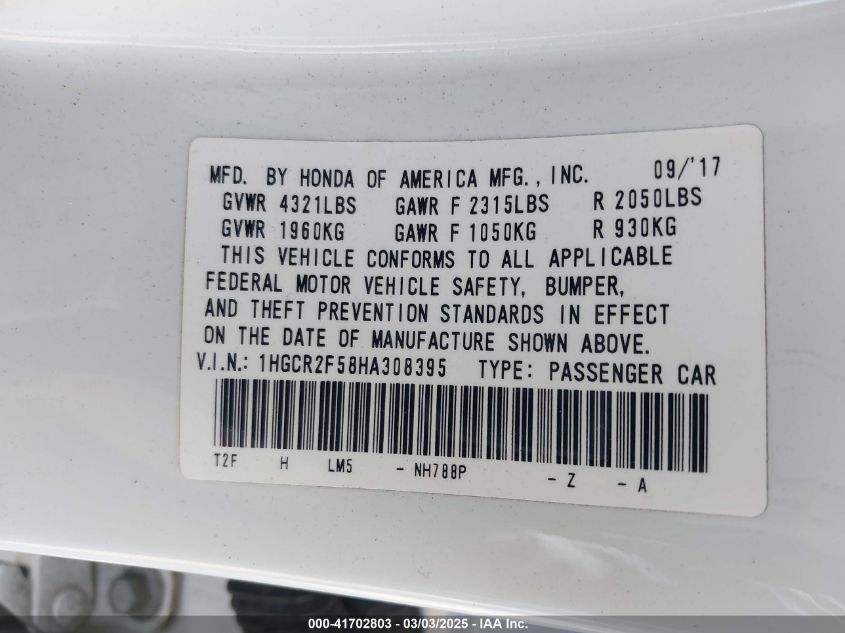 MFD. BY HONDA OF AMERICA MFG., INC. 09/'17
GVWR 4321LBS GAWR F 2315LBS R 2050LBS
GVWR 1960KG GAWR F 1050KG R 930KG
THIS VEHICLE CONFORMS TO ALL APPLICABLE
FEDERAL MOTOR VEHICLE SAFETY, BUMPER,
AND THEFT PREVENTION STANDARDS IN EFFECT
ON THE DATE OF MANUFACTURE SHOWN ABOVE.
V.I.N.: 1HGCR2F58HA308395 TYPE: PASSENGER CAR
T2F H LM5 - NH788P - Z - A
000-41702803 - 03/03/2025 - IAA Inc.